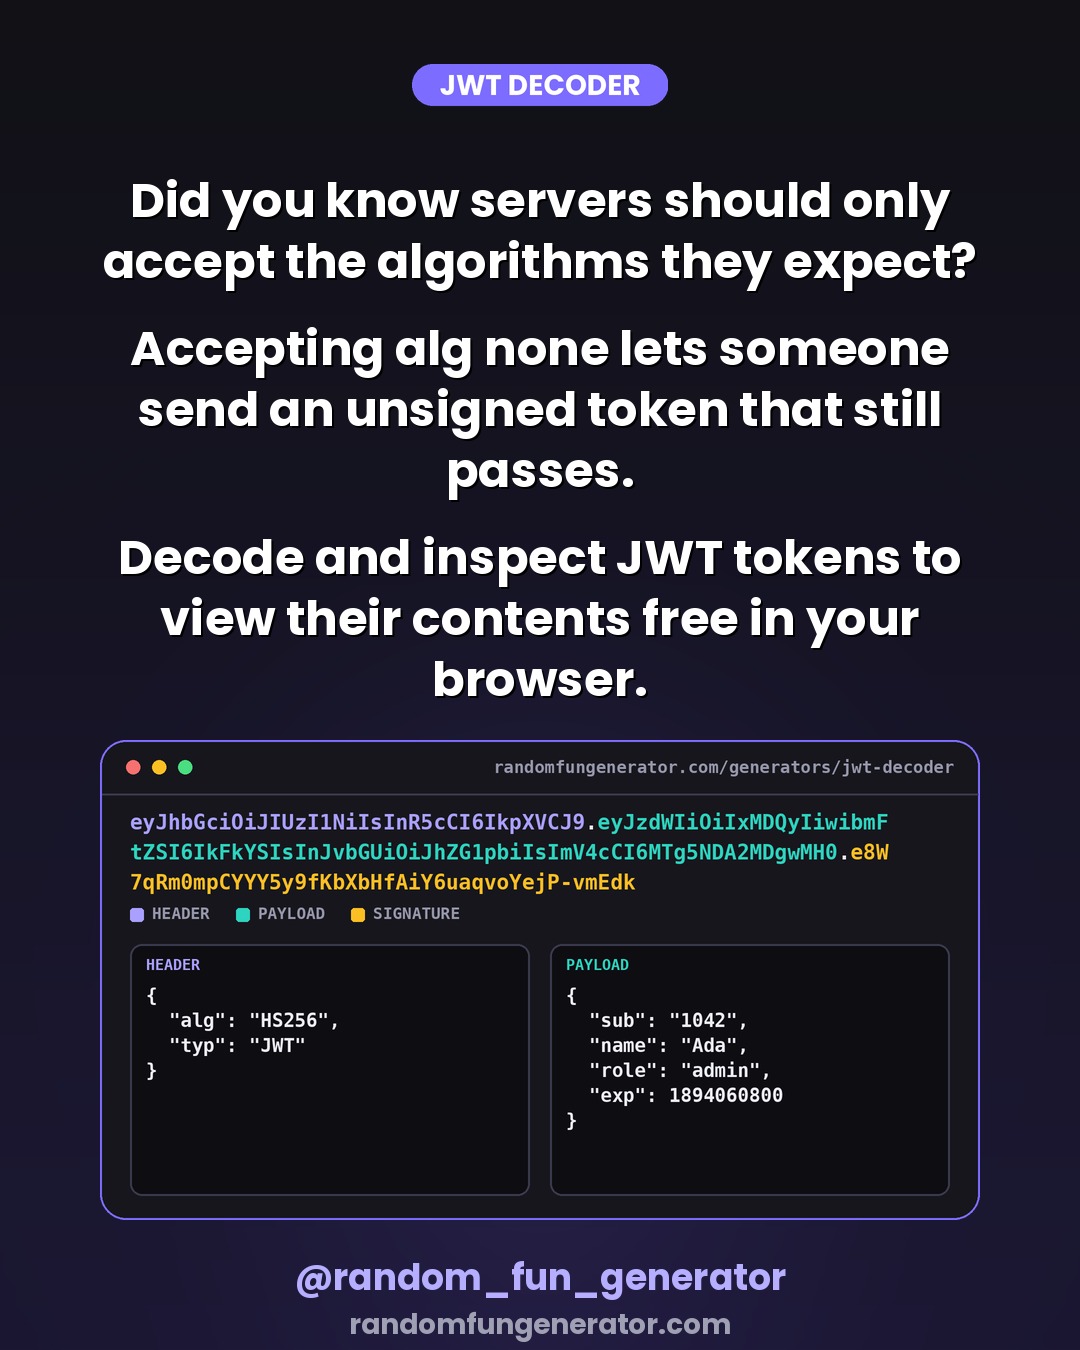 JWT DECODER
Did you know servers should only
accept the algorithms they expect?
Accepting alg none lets someone
send an unsigned token that still
passes.
Decode and inspect JWT tokens to
view their contents free in your
browser.
randomfungenerator.com/generators/jwt-decoder
eyJhbGciOiJIUzI1NiIsInR5cCI6IkpXVCJ9.eyJzdWIiOiIxMDQyIiwibmF
tZSI6IkFkYSIsInJvbGUiOiJhZG1pbiIsImV4cCI6MTg5NDA2MDgwMH0.e8W
7qRm0mpCYYY5y9fKbXbHfAiY6uaqvoYejP-vmEdk
HEADER PAYLOAD SIGNATURE
HEADER
{
  "alg": "HS256",
  "typ": "JWT"
}
PAYLOAD
{
  "sub": "1042",
  "name": "Ada",
  "role": "admin",
  "exp": 1894060800
}
@random_fun_generator
randomfungenerator.com